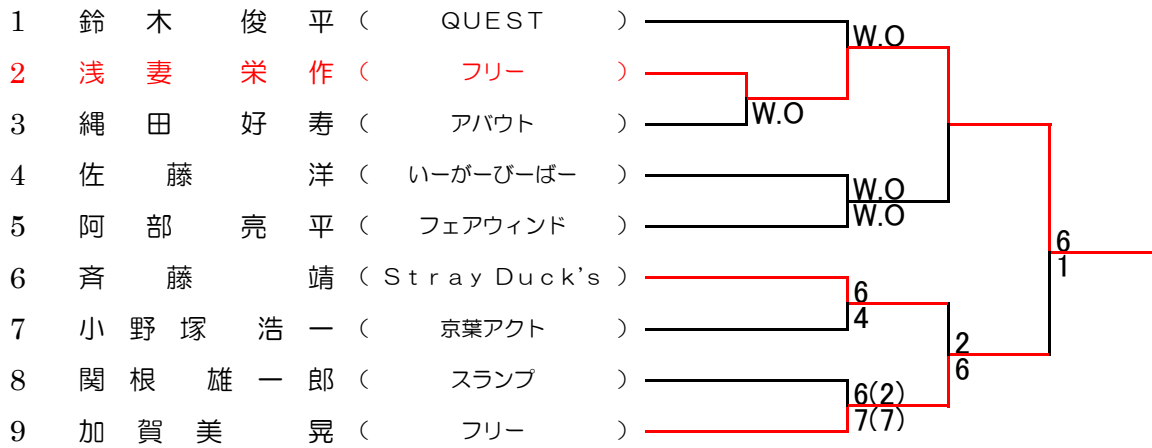 1 鈴木 俊平 ( QUEST )
W.O
2 浅妻栄作 ( フリー )
W.O
3 縄田 好寿 ( アバウト )
4 佐藤 洋 ( いーがーびーばー )
W.O
W.O
5 阿部 亮平 ( フェアウィンド )
6
1
6 斉藤 靖 ( Stray Duck's )
6
4
7 小野塚 浩一 ( 京葉アクト )
2
6
8 関根 雄一郎 ( スランプ )
6(2)
7(7)
9 加賀美 晃 ( フリー )